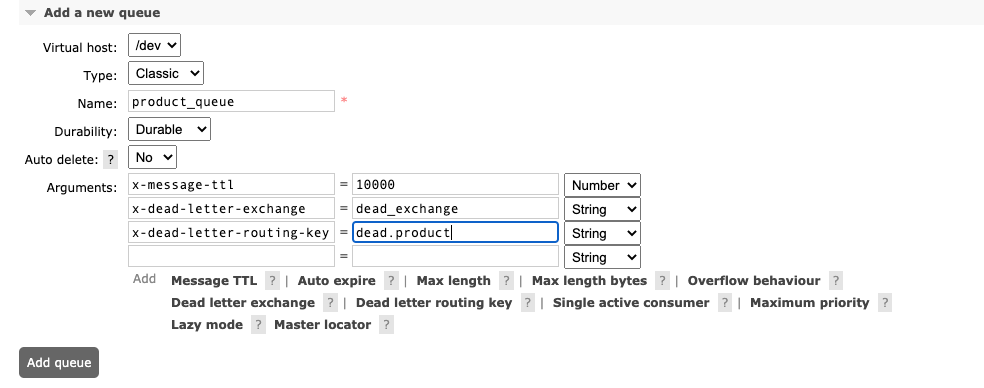 Add a new queue
Virtual host: /dev
Type: Classic
Name: product_queue *
Durability: Durable
Auto delete: ? No
Arguments: x-message-ttl = 10000 Number
x-dead-letter-exchange = dead_exchange String
x-dead-letter-routing-key = dead.product String
= String
Add Message TTL ? | Auto expire ? | Max length ? | Max length bytes ? | Overflow behaviour ?
Dead letter exchange ? | Dead letter routing key ? | Single active consumer ? | Maximum priority ?
Lazy mode ? Master locator ?
Add queue